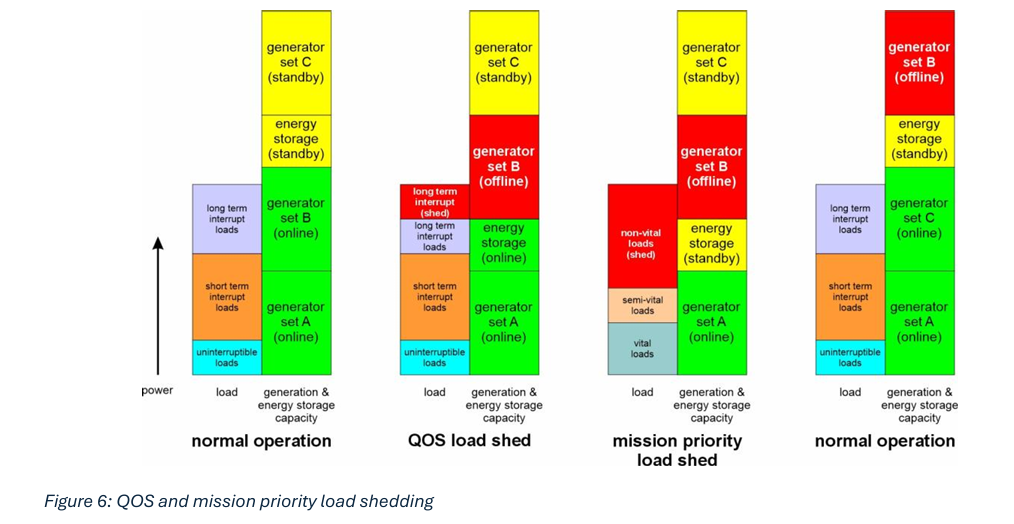 generator
set C
(standby)
energy
storage
(standby)
generator
set B
(online)
generator
set A
(online)
long term
interrupt
loads
short term
interrupt
loads
uninterruptible
loads
power
load
generation &
energy storage
capacity
normal operation
generator
set C
(standby)
generator
set B
(offline)
energy
storage
(online)
generator
set A
(online)
long term
interrupt
(shed)
long term
interrupt
loads
short term
interrupt
loads
uninterruptible
loads
load
generation &
energy storage
capacity
QOS load shed
generator
set C
(standby)
generator
set B
(offline)
energy
storage
(standby)
generator
set A
(online)
non-vital
loads
(shed)
semi-vital
loads
vital
loads
load
generation &
energy storage
capacity
mission priority
load shed
generator
set B
(offline)
energy
storage
(standby)
generator
set C
(online)
generator
set A
(online)
long term
interrupt
loads
short term
interrupt
loads
uninterruptible
loads
load
generation &
energy storage
capacity
normal operation
Figure 6: QOS and mission priority load shedding